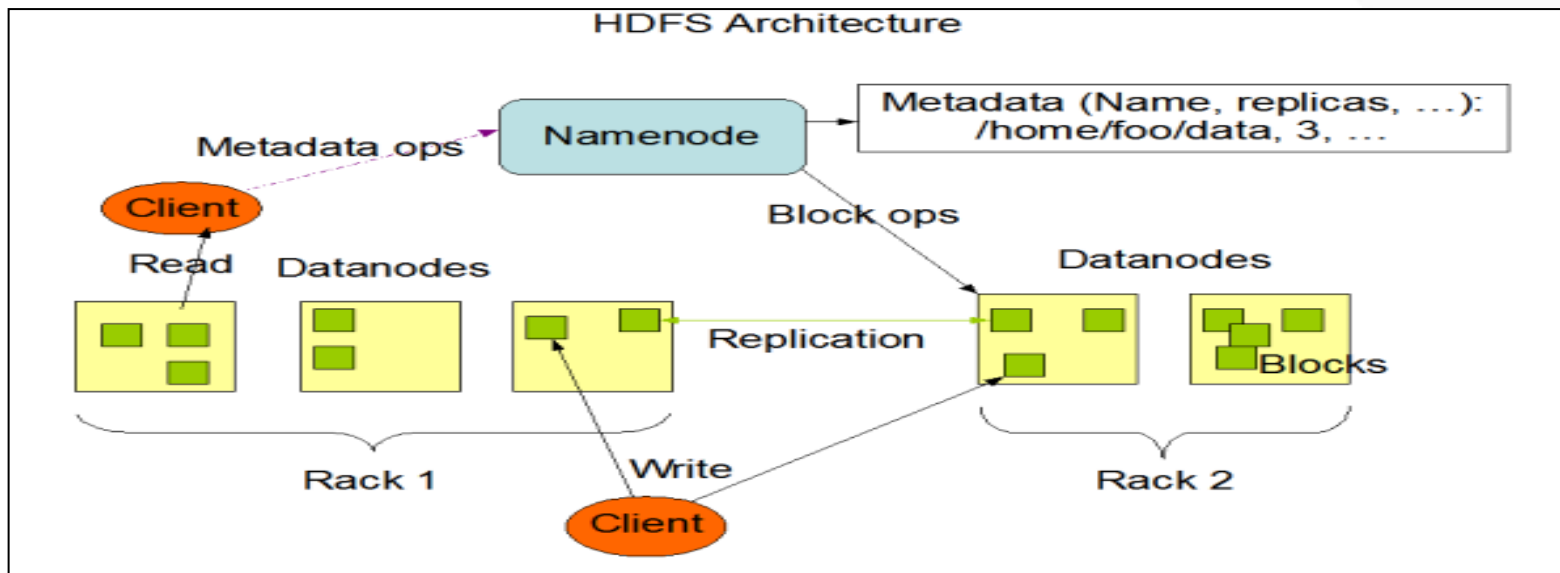 HDFS Architecture
Metadata (Name, replicas, ...):
/home/foo/data, 3, ...
Namenode
Metadata ops
Client
Block ops
Read
Datanodes
Datanodes
Replication
Blocks
Write
Rack 1
Rack 2
Client